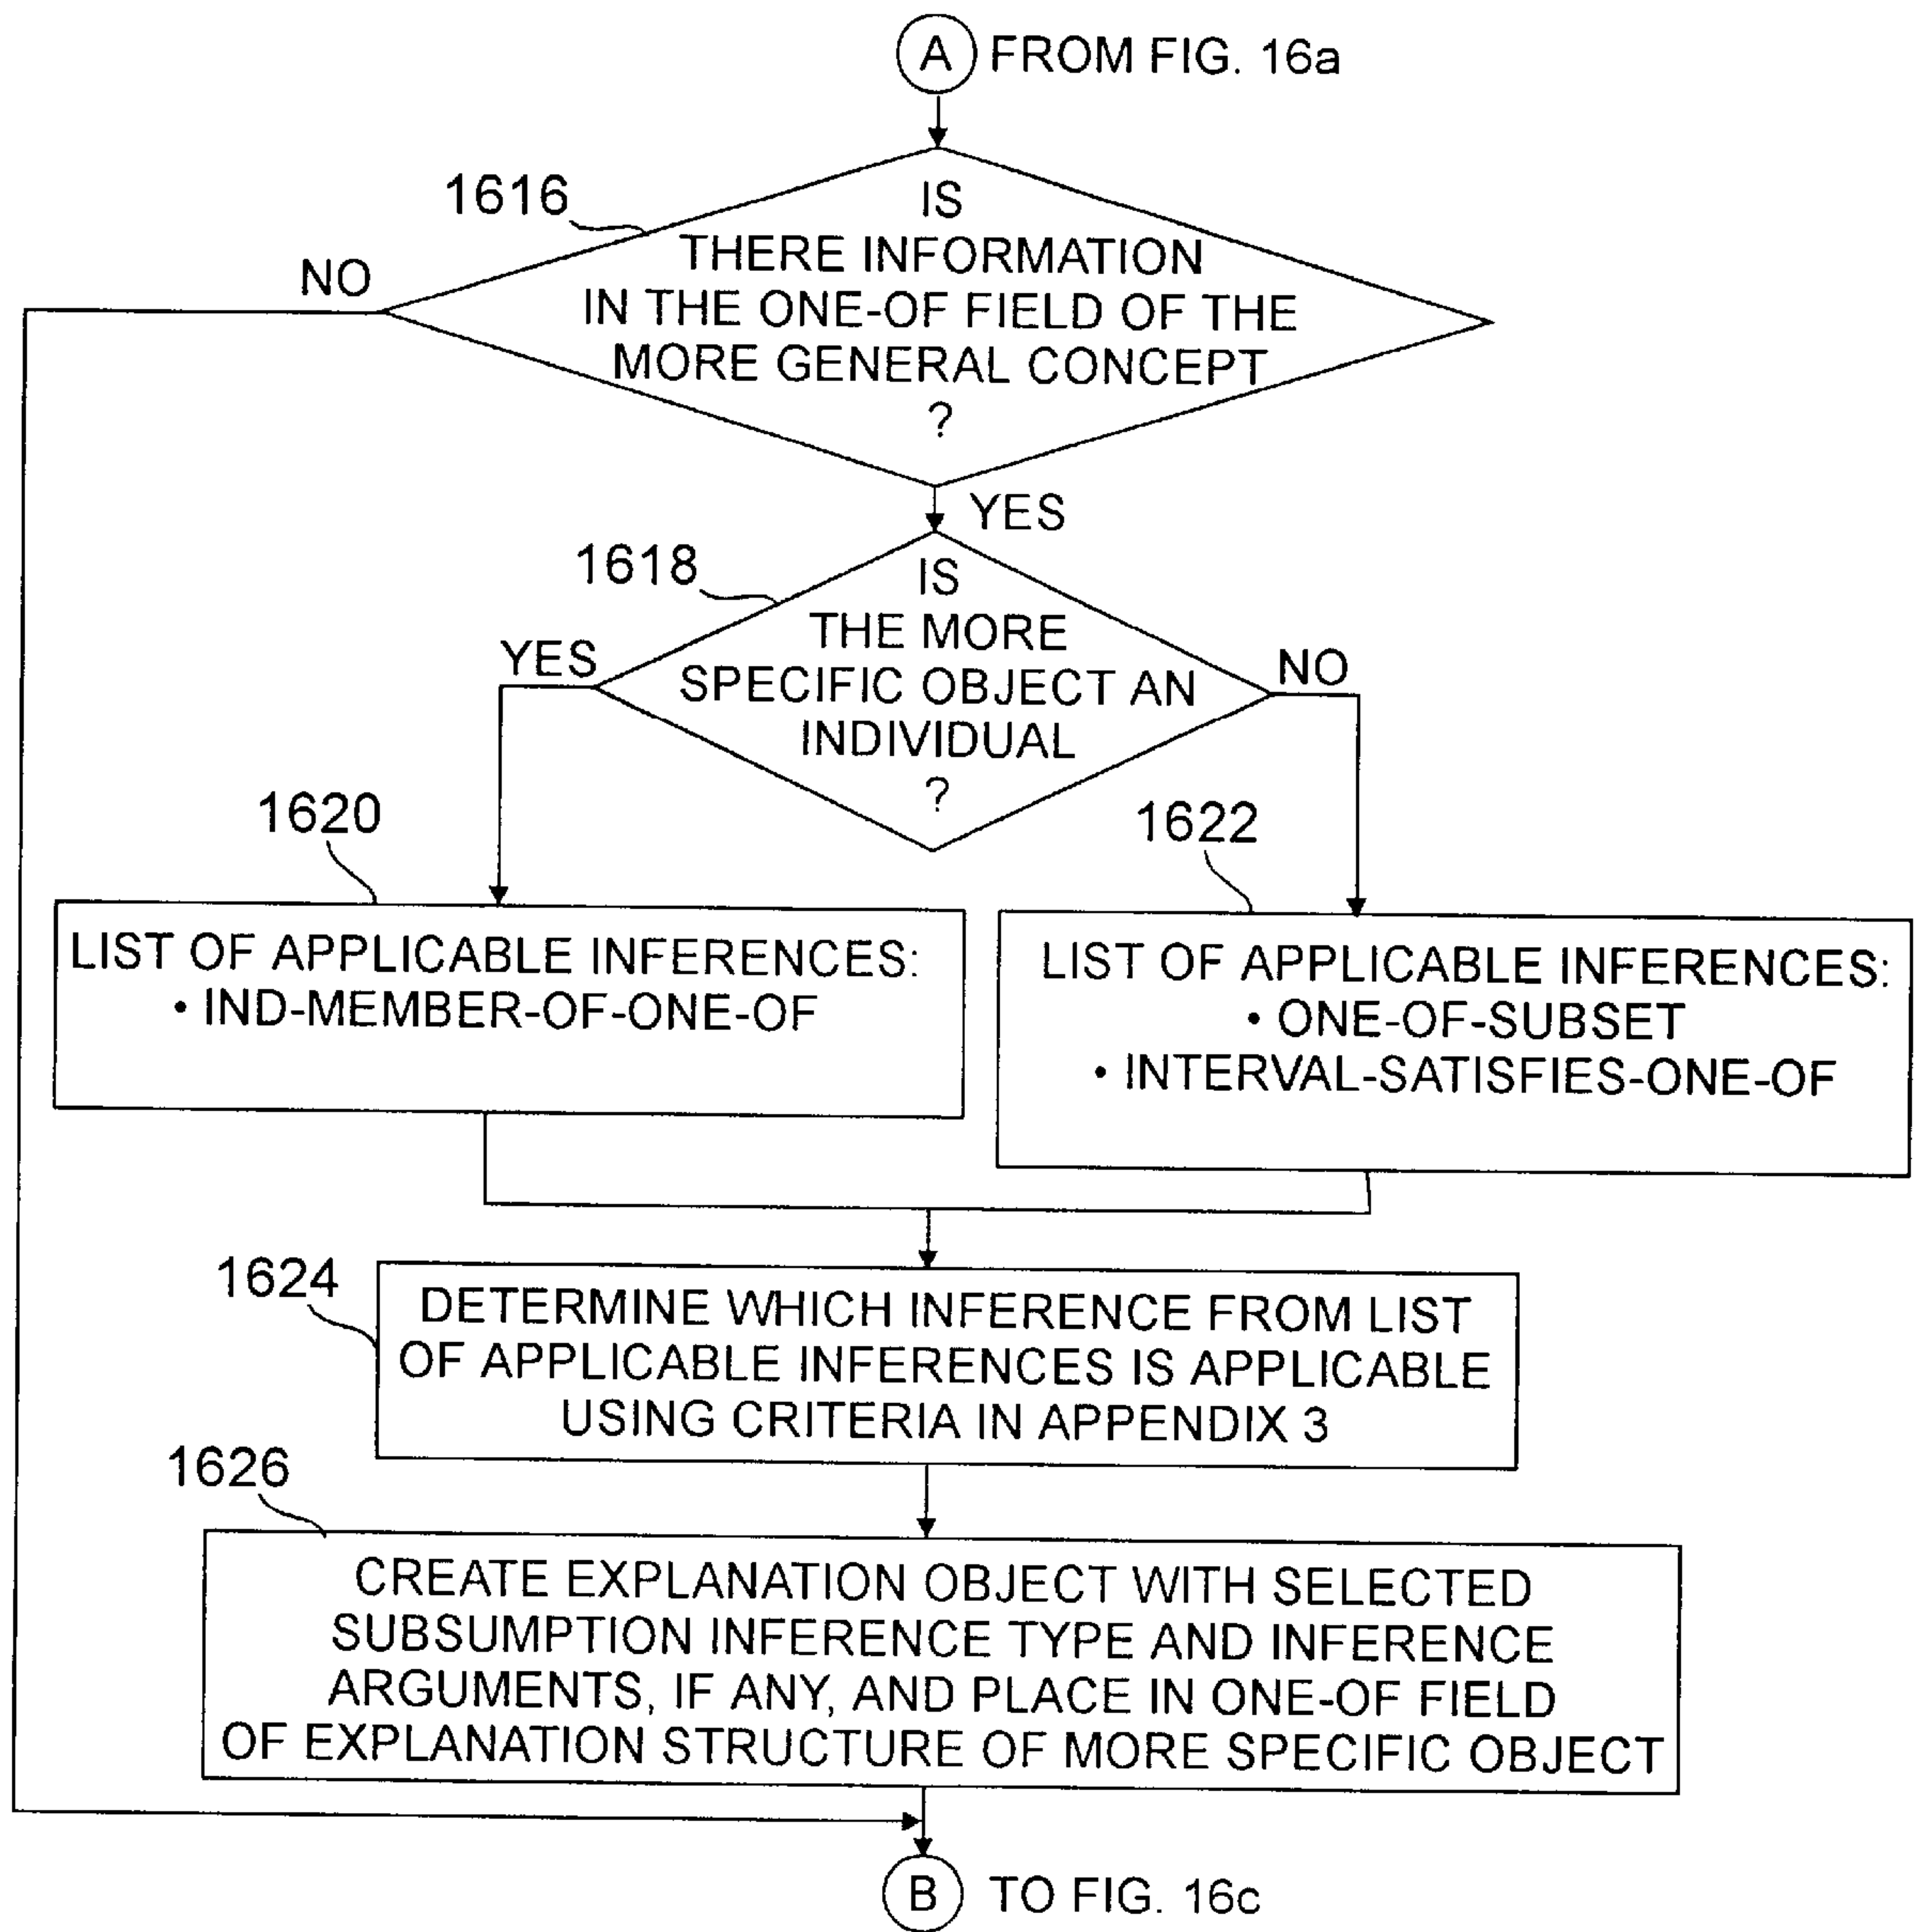 A FROM FIG. 16a
1616
IS
THERE INFORMATION
IN THE ONE-OF FIELD OF THE
MORE GENERAL CONCEPT
?
NO
YES
1618
IS
THE MORE
SPECIFIC OBJECT AN
INDIVIDUAL
?
YES
NO
1620
LIST OF APPLICABLE INFERENCES:
• IND-MEMBER-OF-ONE-OF
1622
LIST OF APPLICABLE INFERENCES:
• ONE-OF-SUBSET
• INTERVAL-SATISFIES-ONE-OF
1624
DETERMINE WHICH INFERENCE FROM LIST
OF APPLICABLE INFERENCES IS APPLICABLE
USING CRITERIA IN APPENDIX 3
1626
CREATE EXPLANATION OBJECT WITH SELECTED
SUBSUMPTION INFERENCE TYPE AND INFERENCE
ARGUMENTS, IF ANY, AND PLACE IN ONE-OF FIELD
OF EXPLANATION STRUCTURE OF MORE SPECIFIC OBJECT
B TO FIG. 16c